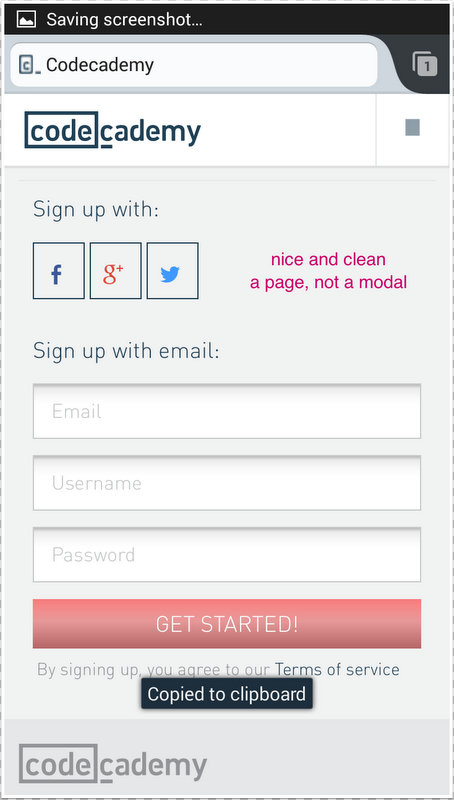 Saving screenshot...
Codecademy
1
codecademy
Sign up with:
g+
nice and clean
a page, not a modal
Sign up with email:
Email
Username
Password
GET STARTED!
By signing up, you agree to our Terms of service
Copied to clipboard
codecademy